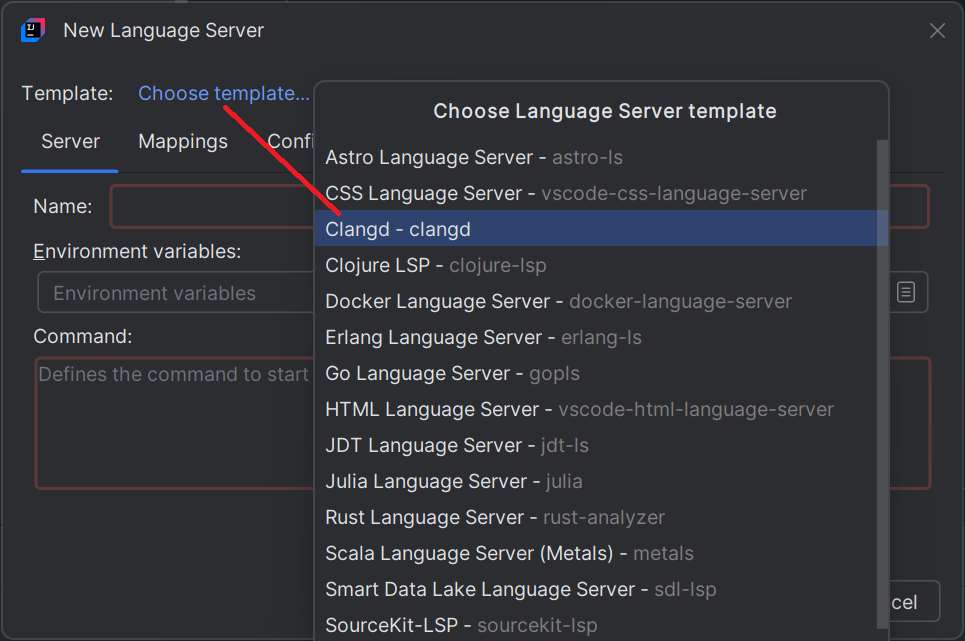 New Language Server
Template: Choose template...
Choose Language Server template
Server Mappings Confi
Astro Language Server - astro-ls
CSS Language Server - vscode-css-language-server
Name:
Clangd - clangd
Environment variables:
Clojure LSP - clojure-lsp
Environment variables
Docker Language Server - docker-language-server
Command:
Erlang Language Server - erlang-ls
Defines the command to start
Go Language Server - gopls
HTML Language Server - vscode-html-language-server
JDT Language Server - jdt-ls
Julia Language Server - julia
Rust Language Server - rust-analyzer
Scala Language Server (Metals) - metals
Smart Data Lake Language Server - sdl-lsp
cel
SourceKit-LSP - sourcekit-lsp